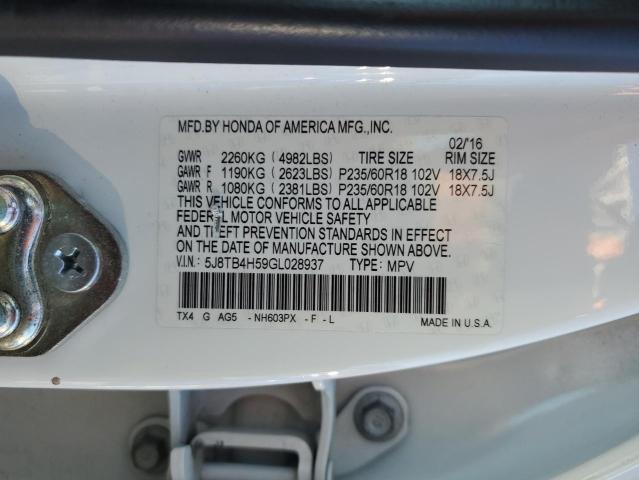 MFD.BY HONDA OF AMERICA MFG.,INC.
02/'16
GVWR 2260KG (4982LBS) TIRE SIZE RIM SIZE
GAWR F 1190KG (2623LBS) P235/60R18 102V 18X7.5J
GAWR R 1080KG (2381LBS) P235/60R18 102V 18X7.5J
THIS VEHICLE CONFORMS TO ALL APPLICABLE
FEDERAL MOTOR VEHICLE SAFETY
AND THEFT PREVENTION STANDARDS IN EFFECT
ON THE DATE OF MANUFACTURE SHOWN ABOVE.
V.I.N.: 5J8TB4H59GL028937 TYPE: MPV
TX4 G AG5 - NH603PX - F - L MADE IN U.S.A.